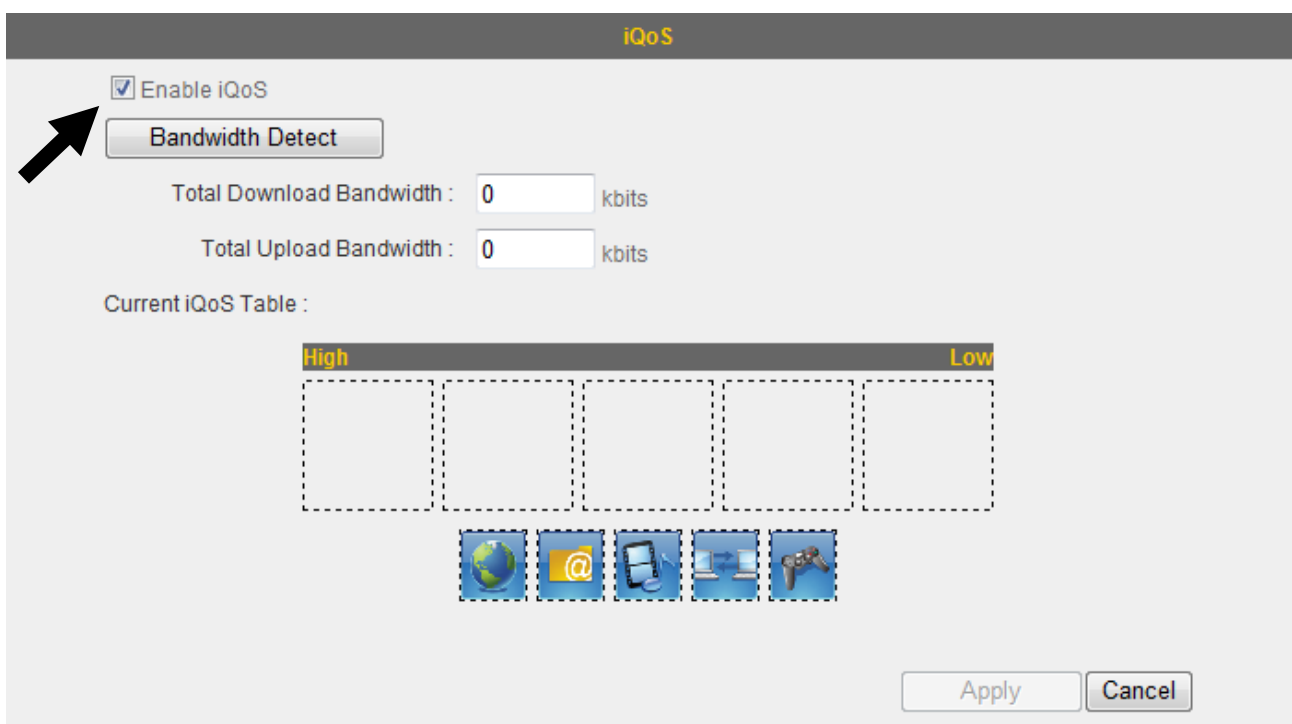 iQoS
Enable iQoS
Bandwidth Detect
Total Download Bandwidth : 0 kbits
Total Upload Bandwidth : 0 kbits
Current iQoS Table :
High Low
@
Apply Cancel